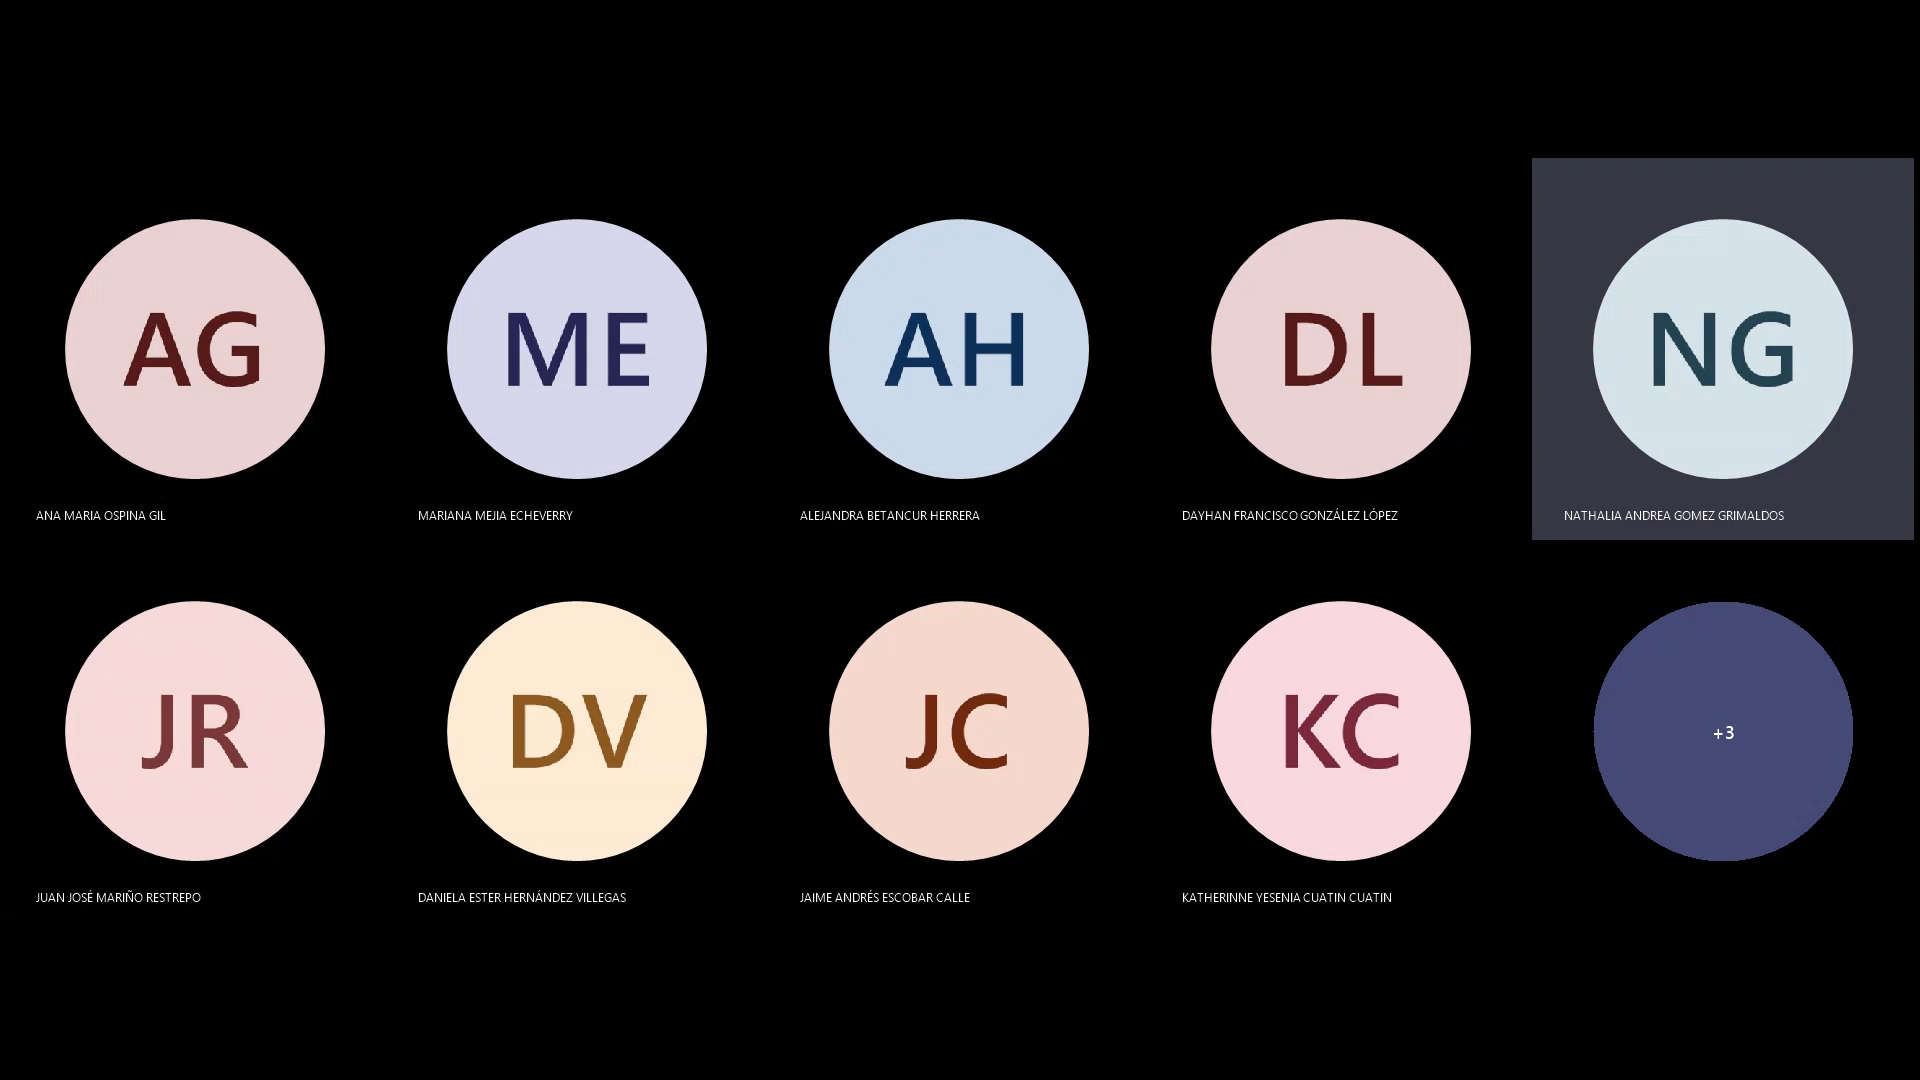 AG
ME
AH
DL
NG
ANA MARIA OSPINA GIL
MARIANA MEJIA ECHEVERRY
ALEJANDRA BETANCUR HERRERA
DAYHAN FRANCISCO GONZÁLEZ LÓPEZ
NATHALIA ANDREA GOMEZ GRIMALDOS
JR
DV
JC
KC
+3
JUAN JOSÉ MARIÑO RESTREPO
DANIELA ESTER HERNÁNDEZ VILLEGAS
JAIME ANDRÉS ESCOBAR CALLE
KATHERINNE YESENIA CUATIN CUATIN